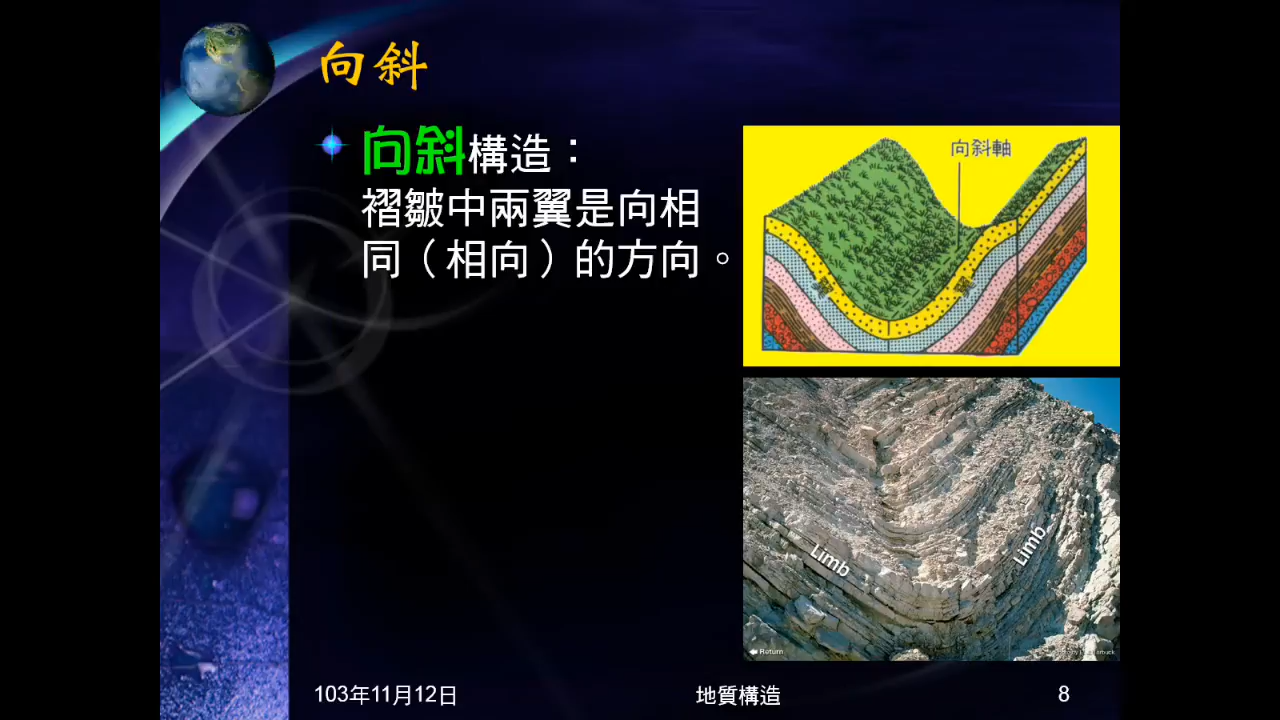 向斜
向斜構造：
褶皺中兩翼是向相
同（相向）的方向。
向斜軸
Limb
Limb
Return
103年11月12日
地質構造
8